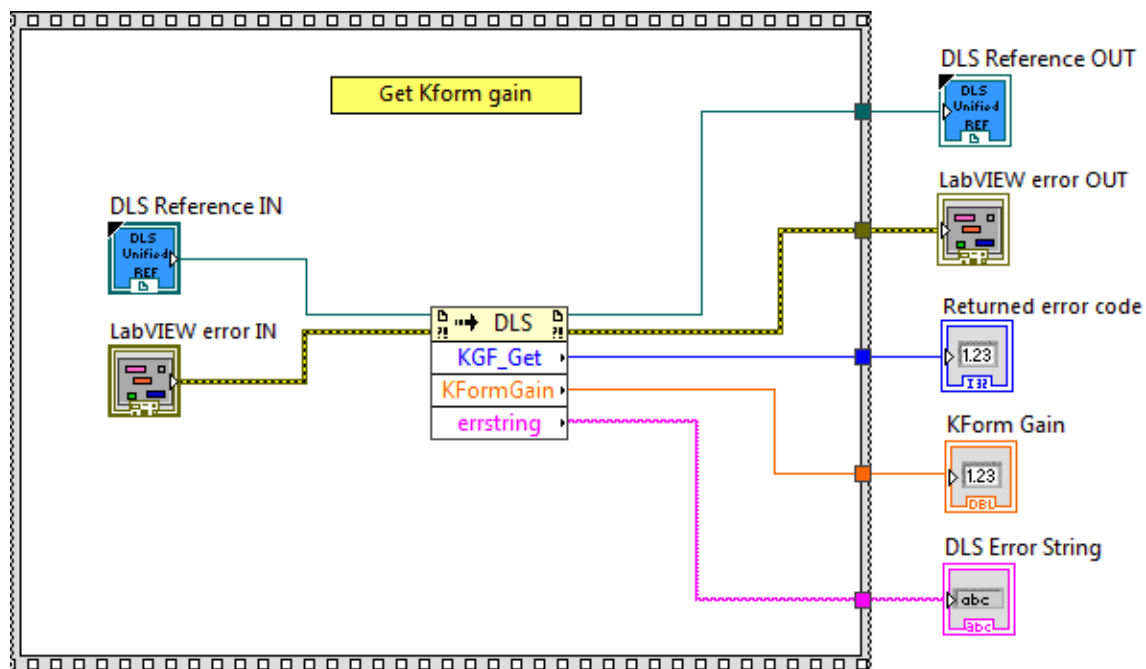 Get Kform gain
DLS Reference IN
DLS
Unified
REF
LabVIEW error IN
?! DLS ?!
KGF_Get
KFormGain
errstring
DLS Reference OUT
DLS
Unified
REF
LabVIEW error OUT
Returned error code
1.23
I32
KForm Gain
1.23
DBL
DLS Error String
abc
abc